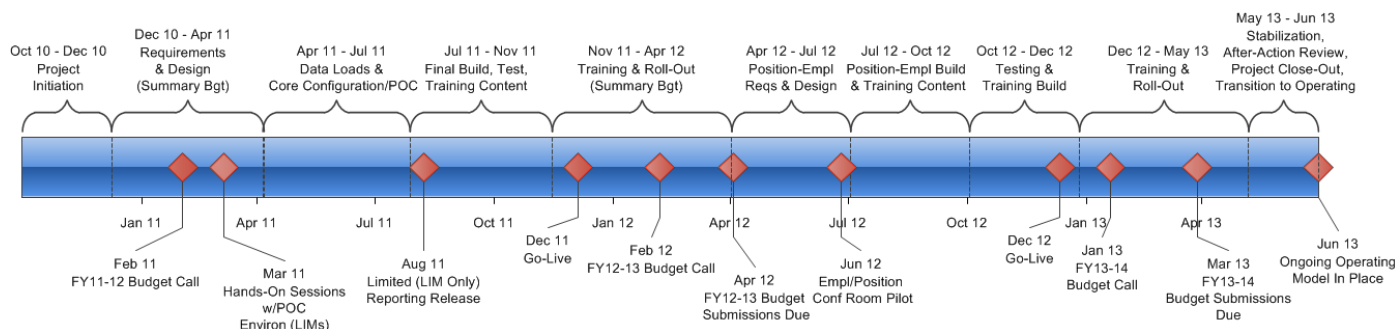 Oct 10 - Dec 10
Project
Initiation
Dec 10 - Apr 11
Requirements
& Design
(Summary Bgt)
Apr 11 - Jul 11
Data Loads &
Core Configuration/POC
Jul 11 - Nov 11
Final Build, Test,
Training Content
Nov 11 - Apr 12
Training & Roll-Out
(Summary Bgt)
Apr 12 - Jul 12
Position-Empl
Reqs & Design
Jul 12 - Oct 12
Position-Empl Build
& Training Content
Oct 12 - Dec 12
Testing &
Training Build
Dec 12 - May 13
Training &
Roll-Out
May 13 - Jun 13
Stabilization,
After-Action Review,
Project Close-Out,
Transition to Operating
Jan 11
Apr 11
Jul 11
Oct 11
Jan 12
Apr 12
Jul 12
Oct 12
Jan 13
Apr 13
Feb 11
FY11-12 Budget Call
Mar 11
Hands-On Sessions
w/POC
Environ (LIMs)
Aug 11
Limited (LIM Only)
Reporting Release
Dec 11
Go-Live
Feb 12
FY12-13 Budget Call
Apr 12
FY12-13 Budget
Submissions Due
Jun 12
Empl/Position
Conf Room Pilot
Dec 12
Go-Live
Jan 13
FY13-14
Budget Call
Mar 13
FY13-14
Budget Submissions
Due
Jun 13
Ongoing Operating
Model In Place